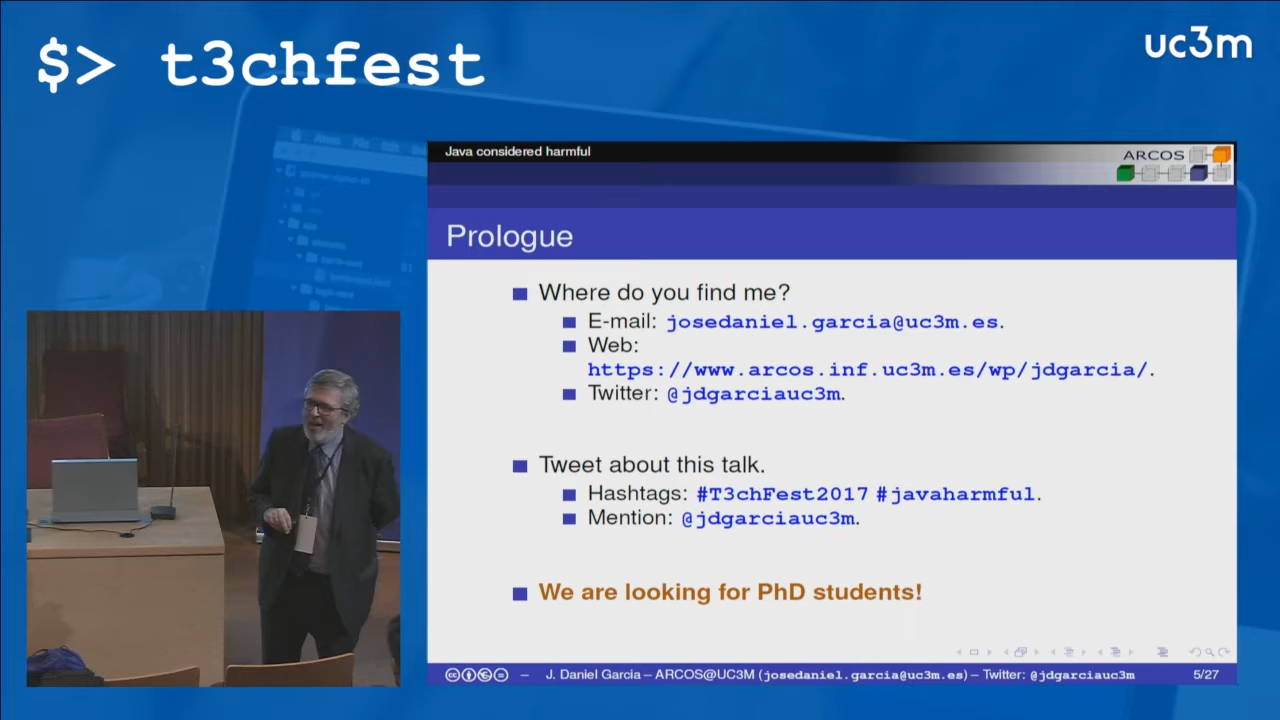 $> t3chfest
uc3m
Java considered harmful
ARCOS
Prologue
Where do you find me?
E-mail: josedaniel.garcia@uc3m.es.
Web:
https://www.arcos.inf.uc3m.es/wp/jdgarcia/.
Twitter: @jdgarciauc3m.
Tweet about this talk.
Hashtags: #T3chFest2017 #javaharmful.
Mention: @jdgarciauc3m.
We are looking for PhD students!
– J. Daniel Garcia – ARCOS@UC3M (josedaniel.garcia@uc3m.es) – Twitter: @jdgarciauc3m
5/27